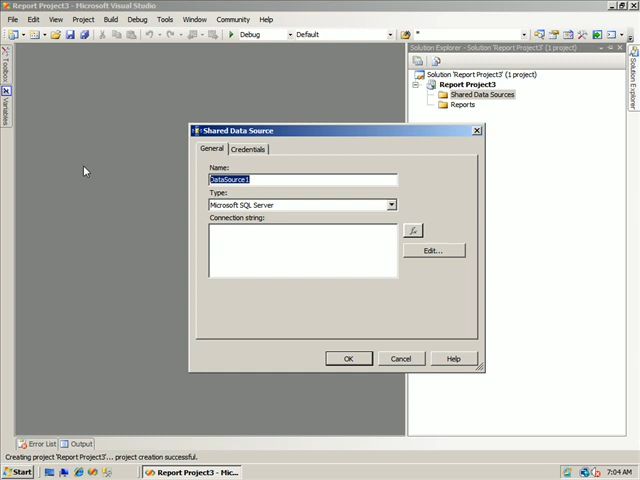 Report Project3 - Microsoft Visual Studio
File Edit View Project Build Debug Tools Window Community Help
Debug Default *
Toolbox
Variables
Solution Explorer - Solution 'Report Project3' (1 project)
Solution 'Report Project3' (1 project)
Report Project3
Shared Data Sources
Reports
Solution Explorer
Shared Data Source
General Credentials
Name:
DataSource1
Type:
Microsoft SQL Server
Connection string:
fx
Edit...
OK Cancel Help
Error List Output
Creating project 'Report Project3'... project creation successful.
Start Report Project3 - Mic... 7:04 AM